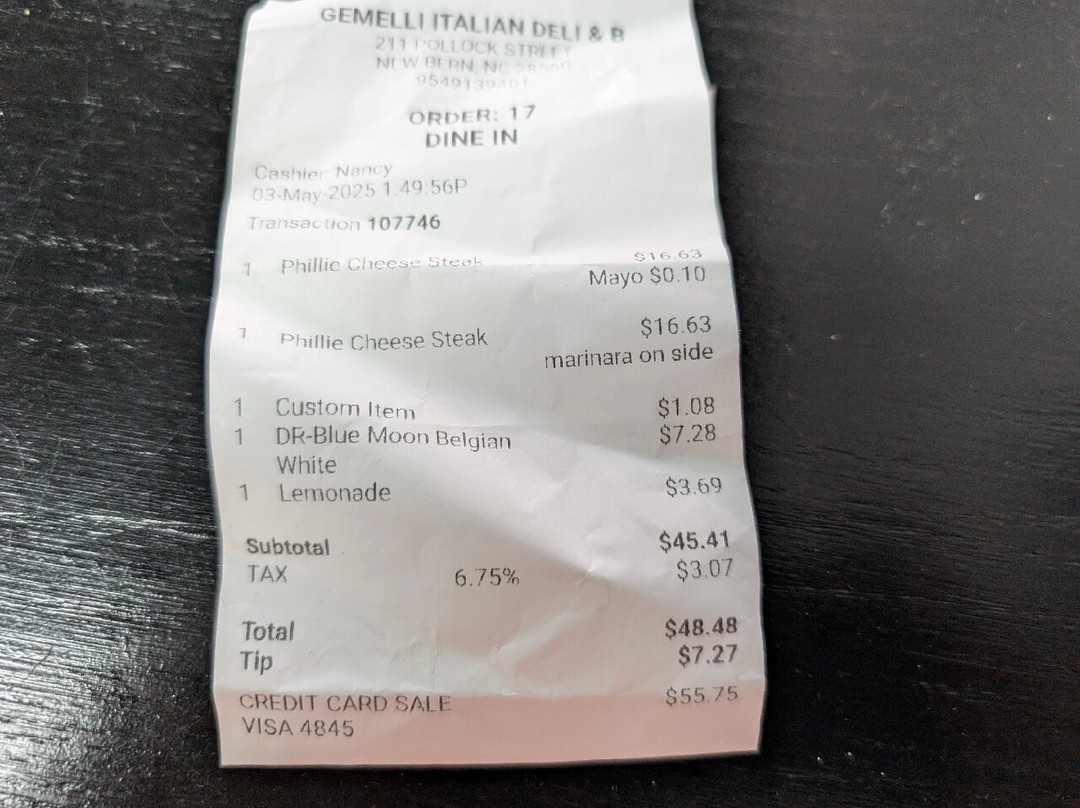 GEMELLI ITALIAN DELI & B
211 POLLOCK STREET
NEW BERN, NC
ORDER: 17
DINE IN
Cashier: Nancy
03-May-2025 1:49:56P
Transaction 107746
1 Phillie Cheese Steak $16.63
Mayo $0.10
1 Phillie Cheese Steak $16.63
marinara on side
1 Custom Item $1.08
1 DR-Blue Moon Belgian $7.28
White
1 Lemonade $3.69
Subtotal $45.41
TAX 6.75% $3.07
Total $48.48
Tip $7.27
CREDIT CARD SALE $55.75
VISA 4845